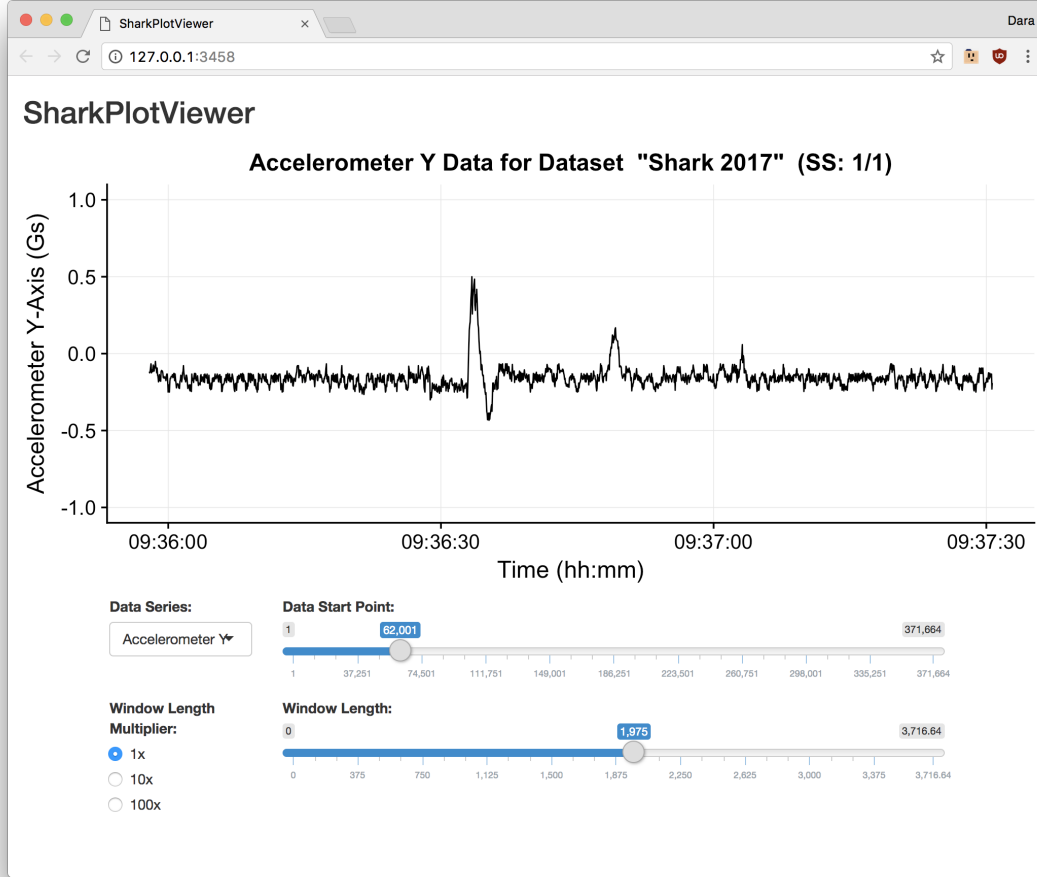 SharkPlotViewer
Dara
127.0.0.1:3458
SharkPlotViewer
Accelerometer Y Data for Dataset "Shark 2017" (SS: 1/1)
Accelerometer Y-Axis (Gs)
1.0
0.5
0.0
-0.5
-1.0
09:36:00 09:36:30 09:37:00 09:37:30
Time (hh:mm)
Data Series:
Accelerometer Y
Data Start Point:
1 62,001 371,664
1 37,251 74,501 111,751 149,001 186,251 223,501 260,751 298,001 335,251 371,664
Window Length
Multiplier:
1x
10x
100x
Window Length:
0 1,975 3,716.64
0 375 750 1,125 1,500 1,875 2,250 2,625 3,000 3,375 3,716.64